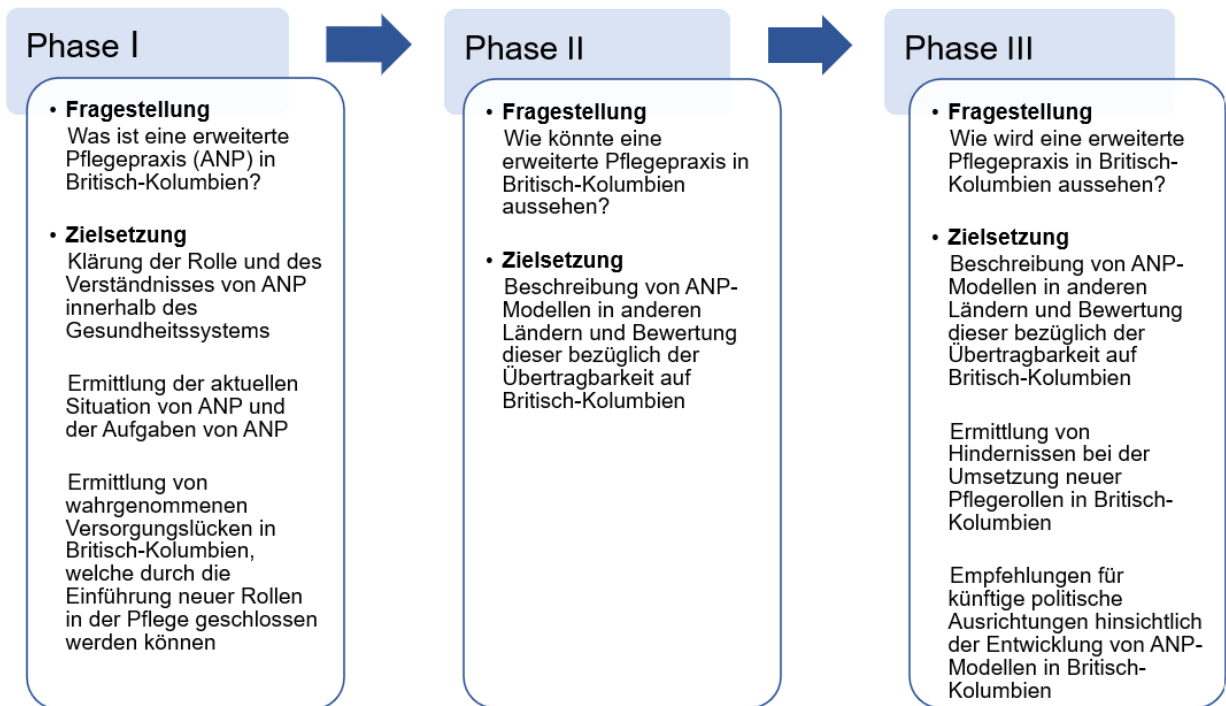 Phase I
• Fragestellung
Was ist eine erweiterte
Pflegepraxis (ANP) in
Britisch-Kolumbien?
• Zielsetzung
Klärung der Rolle und des
Verständnisses von ANP
innerhalb des
Gesundheitssystems
Ermittlung der aktuellen
Situation von ANP und
der Aufgaben von ANP
Ermittlung von
wahrgenommenen
Versorgungslücken in
Britisch-Kolumbien,
welche durch die
Einführung neuer Rollen
in der Pflege geschlossen
werden können
Phase II
• Fragestellung
Wie könnte eine
erweiterte Pflegepraxis in
Britisch-Kolumbien
aussehen?
• Zielsetzung
Beschreibung von ANP-
Modellen in anderen
Ländern und Bewertung
dieser bezüglich der
Übertragbarkeit auf
Britisch-Kolumbien
Phase III
• Fragestellung
Wie wird eine erweiterte
Pflegepraxis in Britisch-
Kolumbien aussehen?
• Zielsetzung
Beschreibung von ANP-
Modellen in anderen
Ländern und Bewertung
dieser bezüglich der
Übertragbarkeit auf
Britisch-Kolumbien
Ermittlung von
Hindernissen bei der
Umsetzung neuer
Pflegerollen in Britisch-
Kolumbien
Empfehlungen für
künftige politische
Ausrichtungen hinsichtlich
der Entwicklung von ANP-
Modellen in Britisch-
Kolumbien